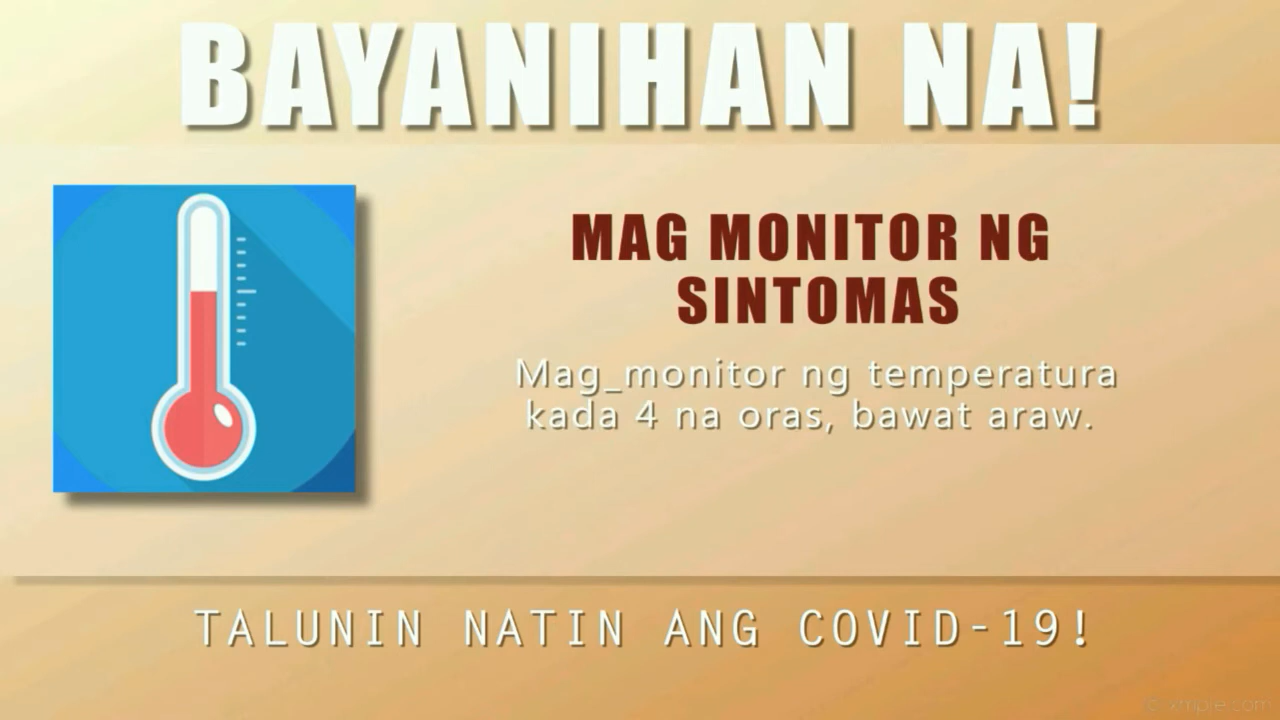 BAYANIHAN NA!
MAG MONITOR NG
SINTOMAS
Mag_monitor ng temperatura
kada 4 na oras, bawat araw.
TALUNIN NATIN ANG COVID-19!